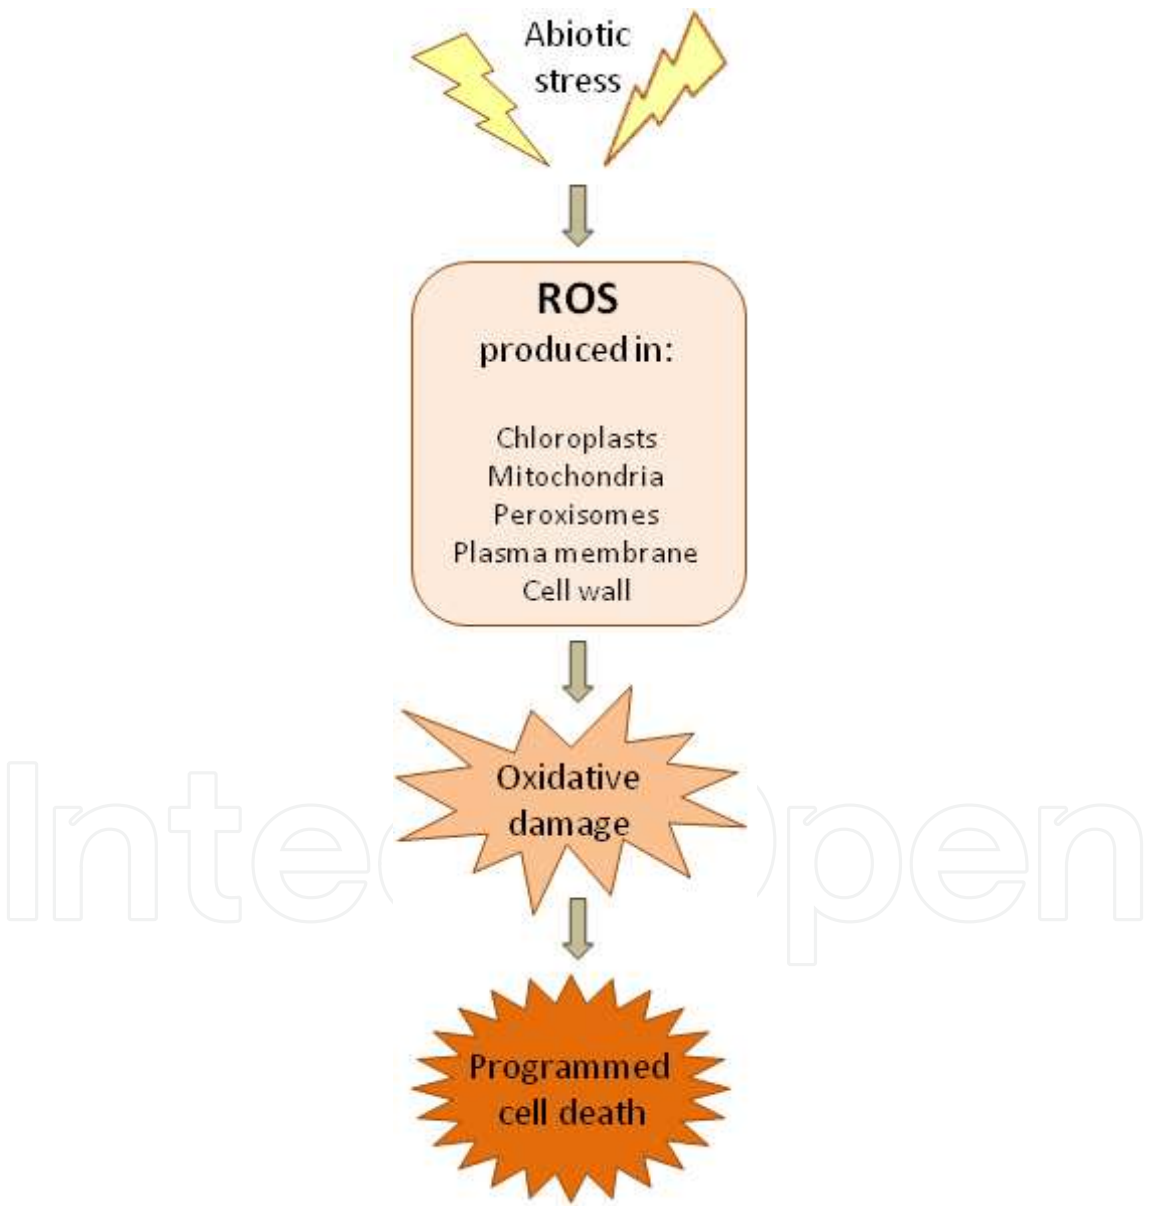 Abiotic
stress
ROS
produced in:
Chloroplasts
Mitochondria
Peroxisomes
Plasma membrane
Cell wall
Oxidative
damage
Programmed
cell death